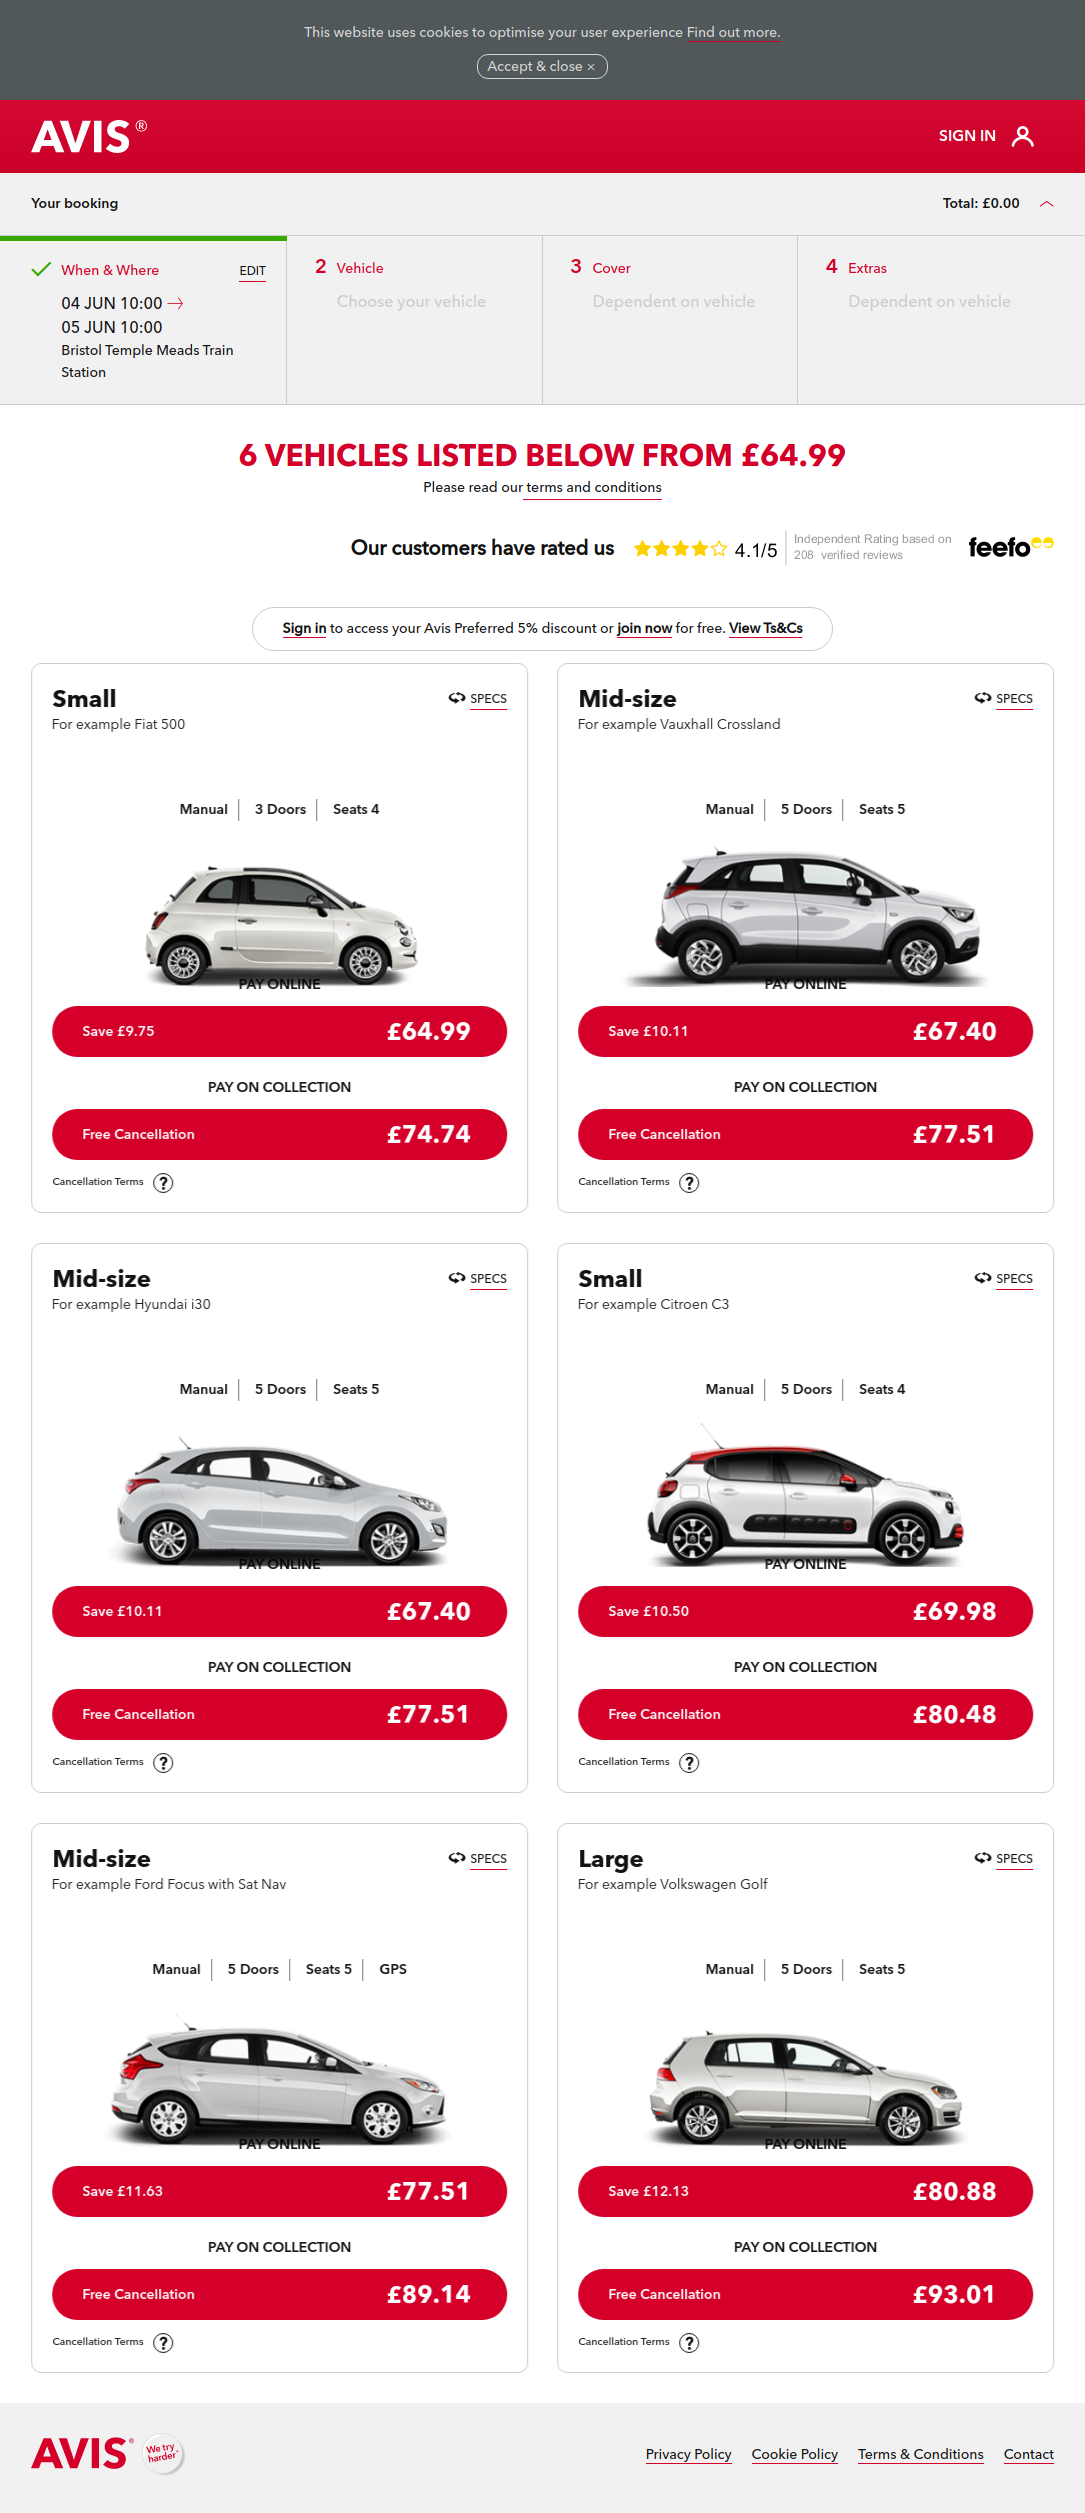 This website uses cookies to optimise your user experience Find out more.
Accept & close ×
AVIS ®
SIGN IN
Your booking
Total: £0.00
When & Where
EDIT
04 JUN 10:00
05 JUN 10:00
Bristol Temple Meads Train
Station
2 Vehicle
Choose your vehicle
3 Cover
Dependent on vehicle
4 Extras
Dependent on vehicle
6 VEHICLES LISTED BELOW FROM £64.99
Please read our terms and conditions
Our customers have rated us
4.1/5
Independent Rating based on
208 verified reviews
feefo
Sign in to access your Avis Preferred 5% discount or join now for free. View Ts&Cs
Small
SPECS
For example Fiat 500
Manual
3 Doors
Seats 4
PAY ONLINE
Save £9.75
£64.99
PAY ON COLLECTION
Free Cancellation
£74.74
Cancellation Terms ?
Mid-size
SPECS
For example Vauxhall Crossland
Manual
5 Doors
Seats 5
PAY ONLINE
Save £10.11
£67.40
PAY ON COLLECTION
Free Cancellation
£77.51
Cancellation Terms ?
Mid-size
SPECS
For example Hyundai i30
Manual
5 Doors
Seats 5
PAY ONLINE
Save £10.11
£67.40
PAY ON COLLECTION
Free Cancellation
£77.51
Cancellation Terms ?
Small
SPECS
For example Citroen C3
Manual
5 Doors
Seats 4
PAY ONLINE
Save £10.50
£69.98
PAY ON COLLECTION
Free Cancellation
£80.48
Cancellation Terms ?
Mid-size
SPECS
For example Ford Focus with Sat Nav
Manual
5 Doors
Seats 5
GPS
PAY ONLINE
Save £11.63
£77.51
PAY ON COLLECTION
Free Cancellation
£89.14
Cancellation Terms ?
Large
SPECS
For example Volkswagen Golf
Manual
5 Doors
Seats 5
PAY ONLINE
Save £12.13
£80.88
PAY ON COLLECTION
Free Cancellation
£93.01
Cancellation Terms ?
AVIS ®
We try
harder
Privacy Policy
Cookie Policy
Terms & Conditions
Contact